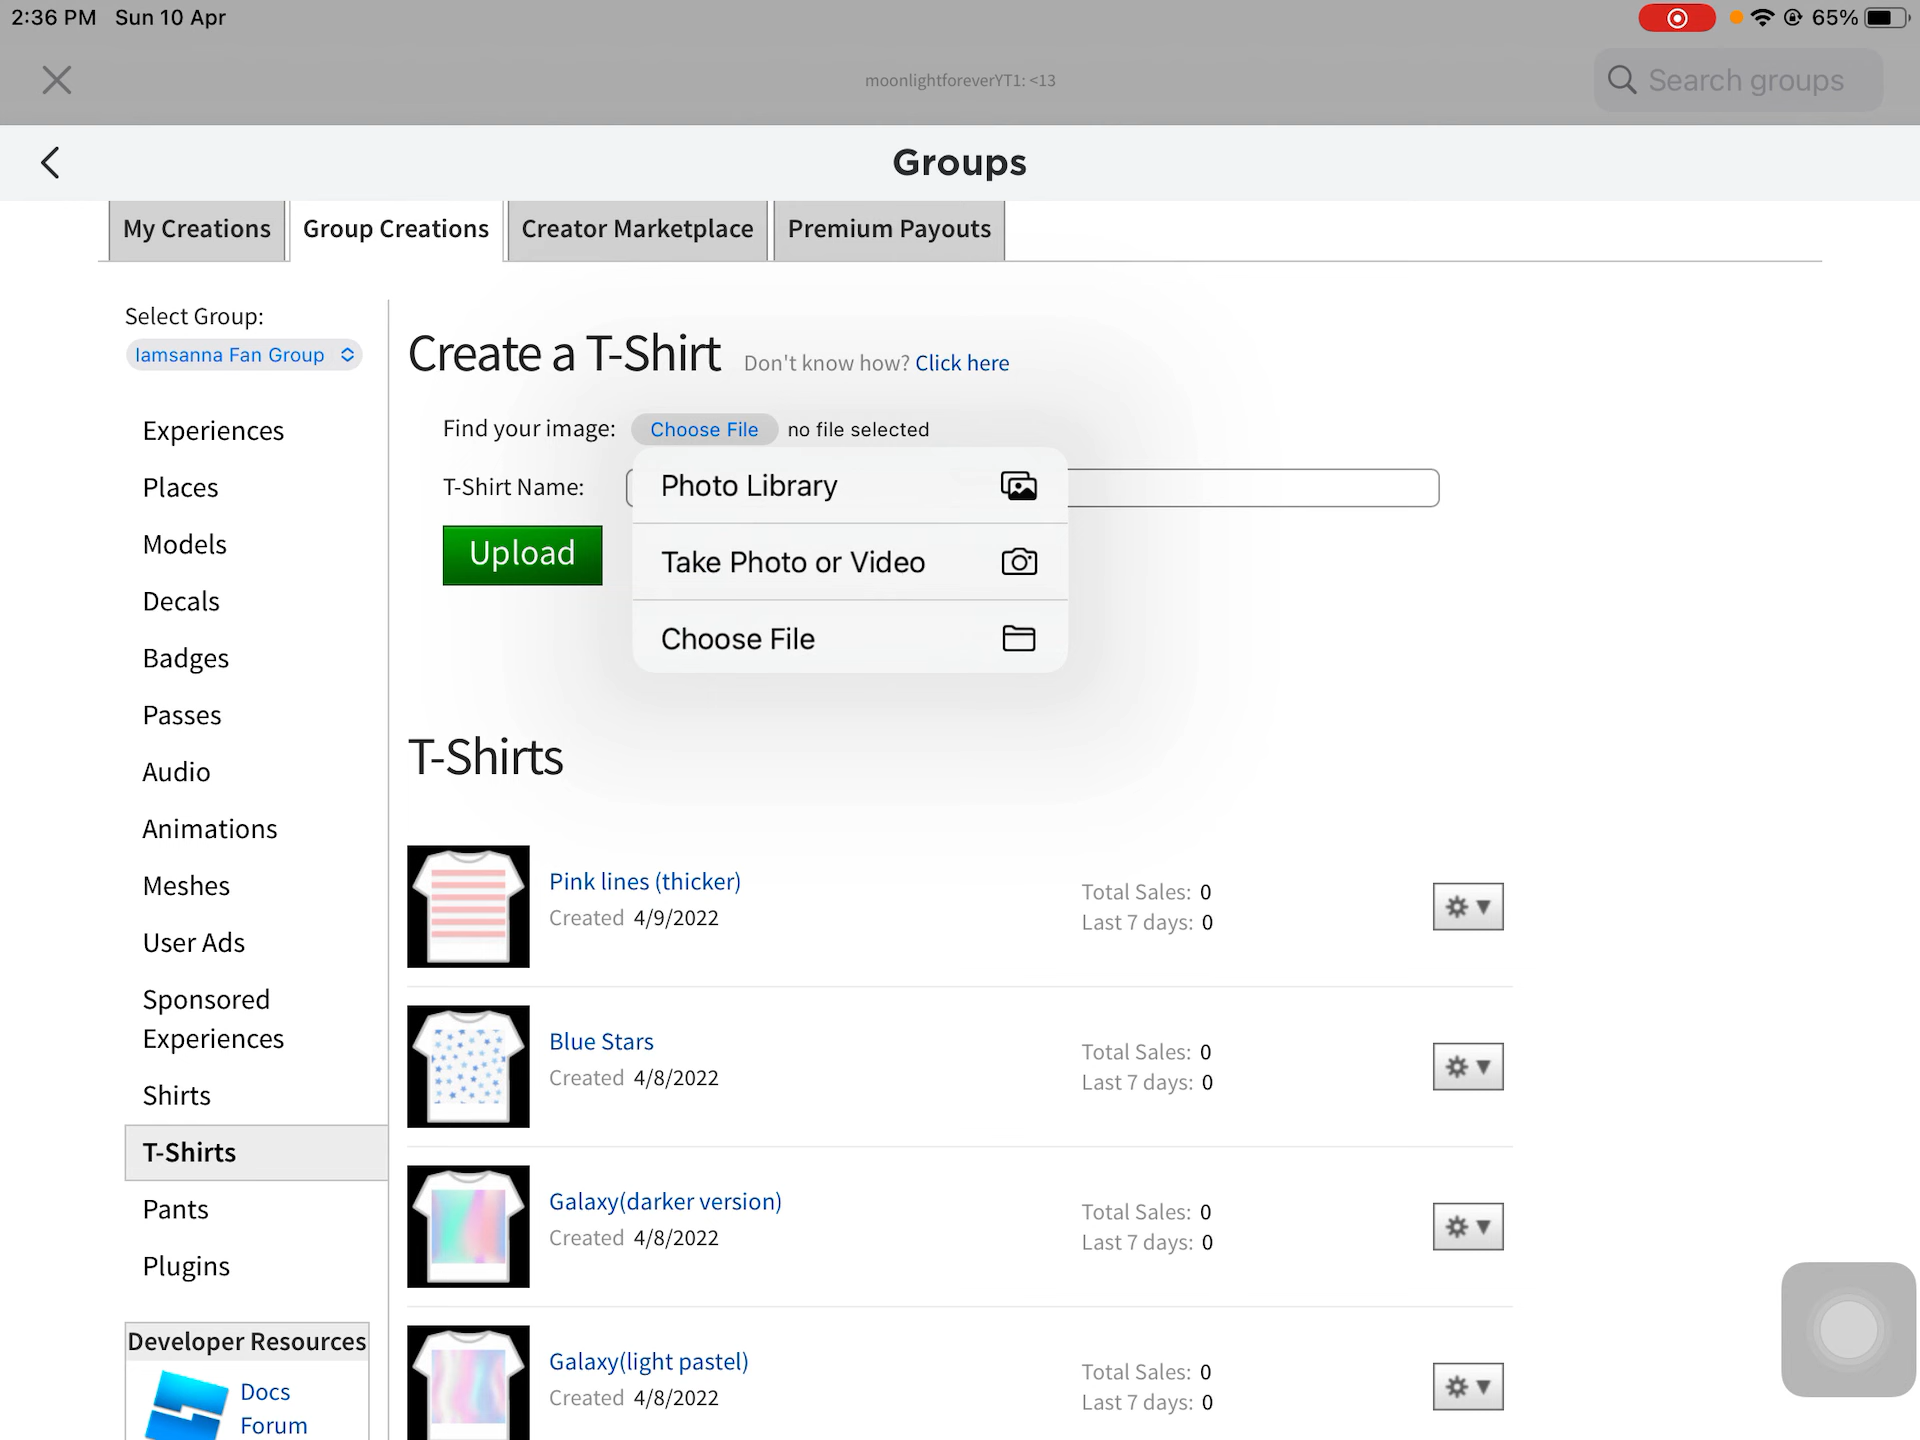 2:36 PM Sun 10 Apr
65%
moonlightforeverYT1: <13
Search groups
Groups
My Creations
Group Creations
Creator Marketplace
Premium Payouts
Select Group:
Iamsanna Fan Group
Experiences
Places
Models
Decals
Badges
Passes
Audio
Animations
Meshes
User Ads
Sponsored
Experiences
Shirts
T-Shirts
Pants
Plugins
Developer Resources
Docs
Forum
Create a T-Shirt Don't know how? Click here
Find your image: Choose File no file selected
T-Shirt Name:
Upload
Photo Library
Take Photo or Video
Choose File
T-Shirts
Pink lines (thicker)
Created 4/9/2022
Total Sales: 0
Last 7 days: 0
Blue Stars
Created 4/8/2022
Total Sales: 0
Last 7 days: 0
Galaxy(darker version)
Created 4/8/2022
Total Sales: 0
Last 7 days: 0
Galaxy(light pastel)
Created 4/8/2022
Total Sales: 0
Last 7 days: 0